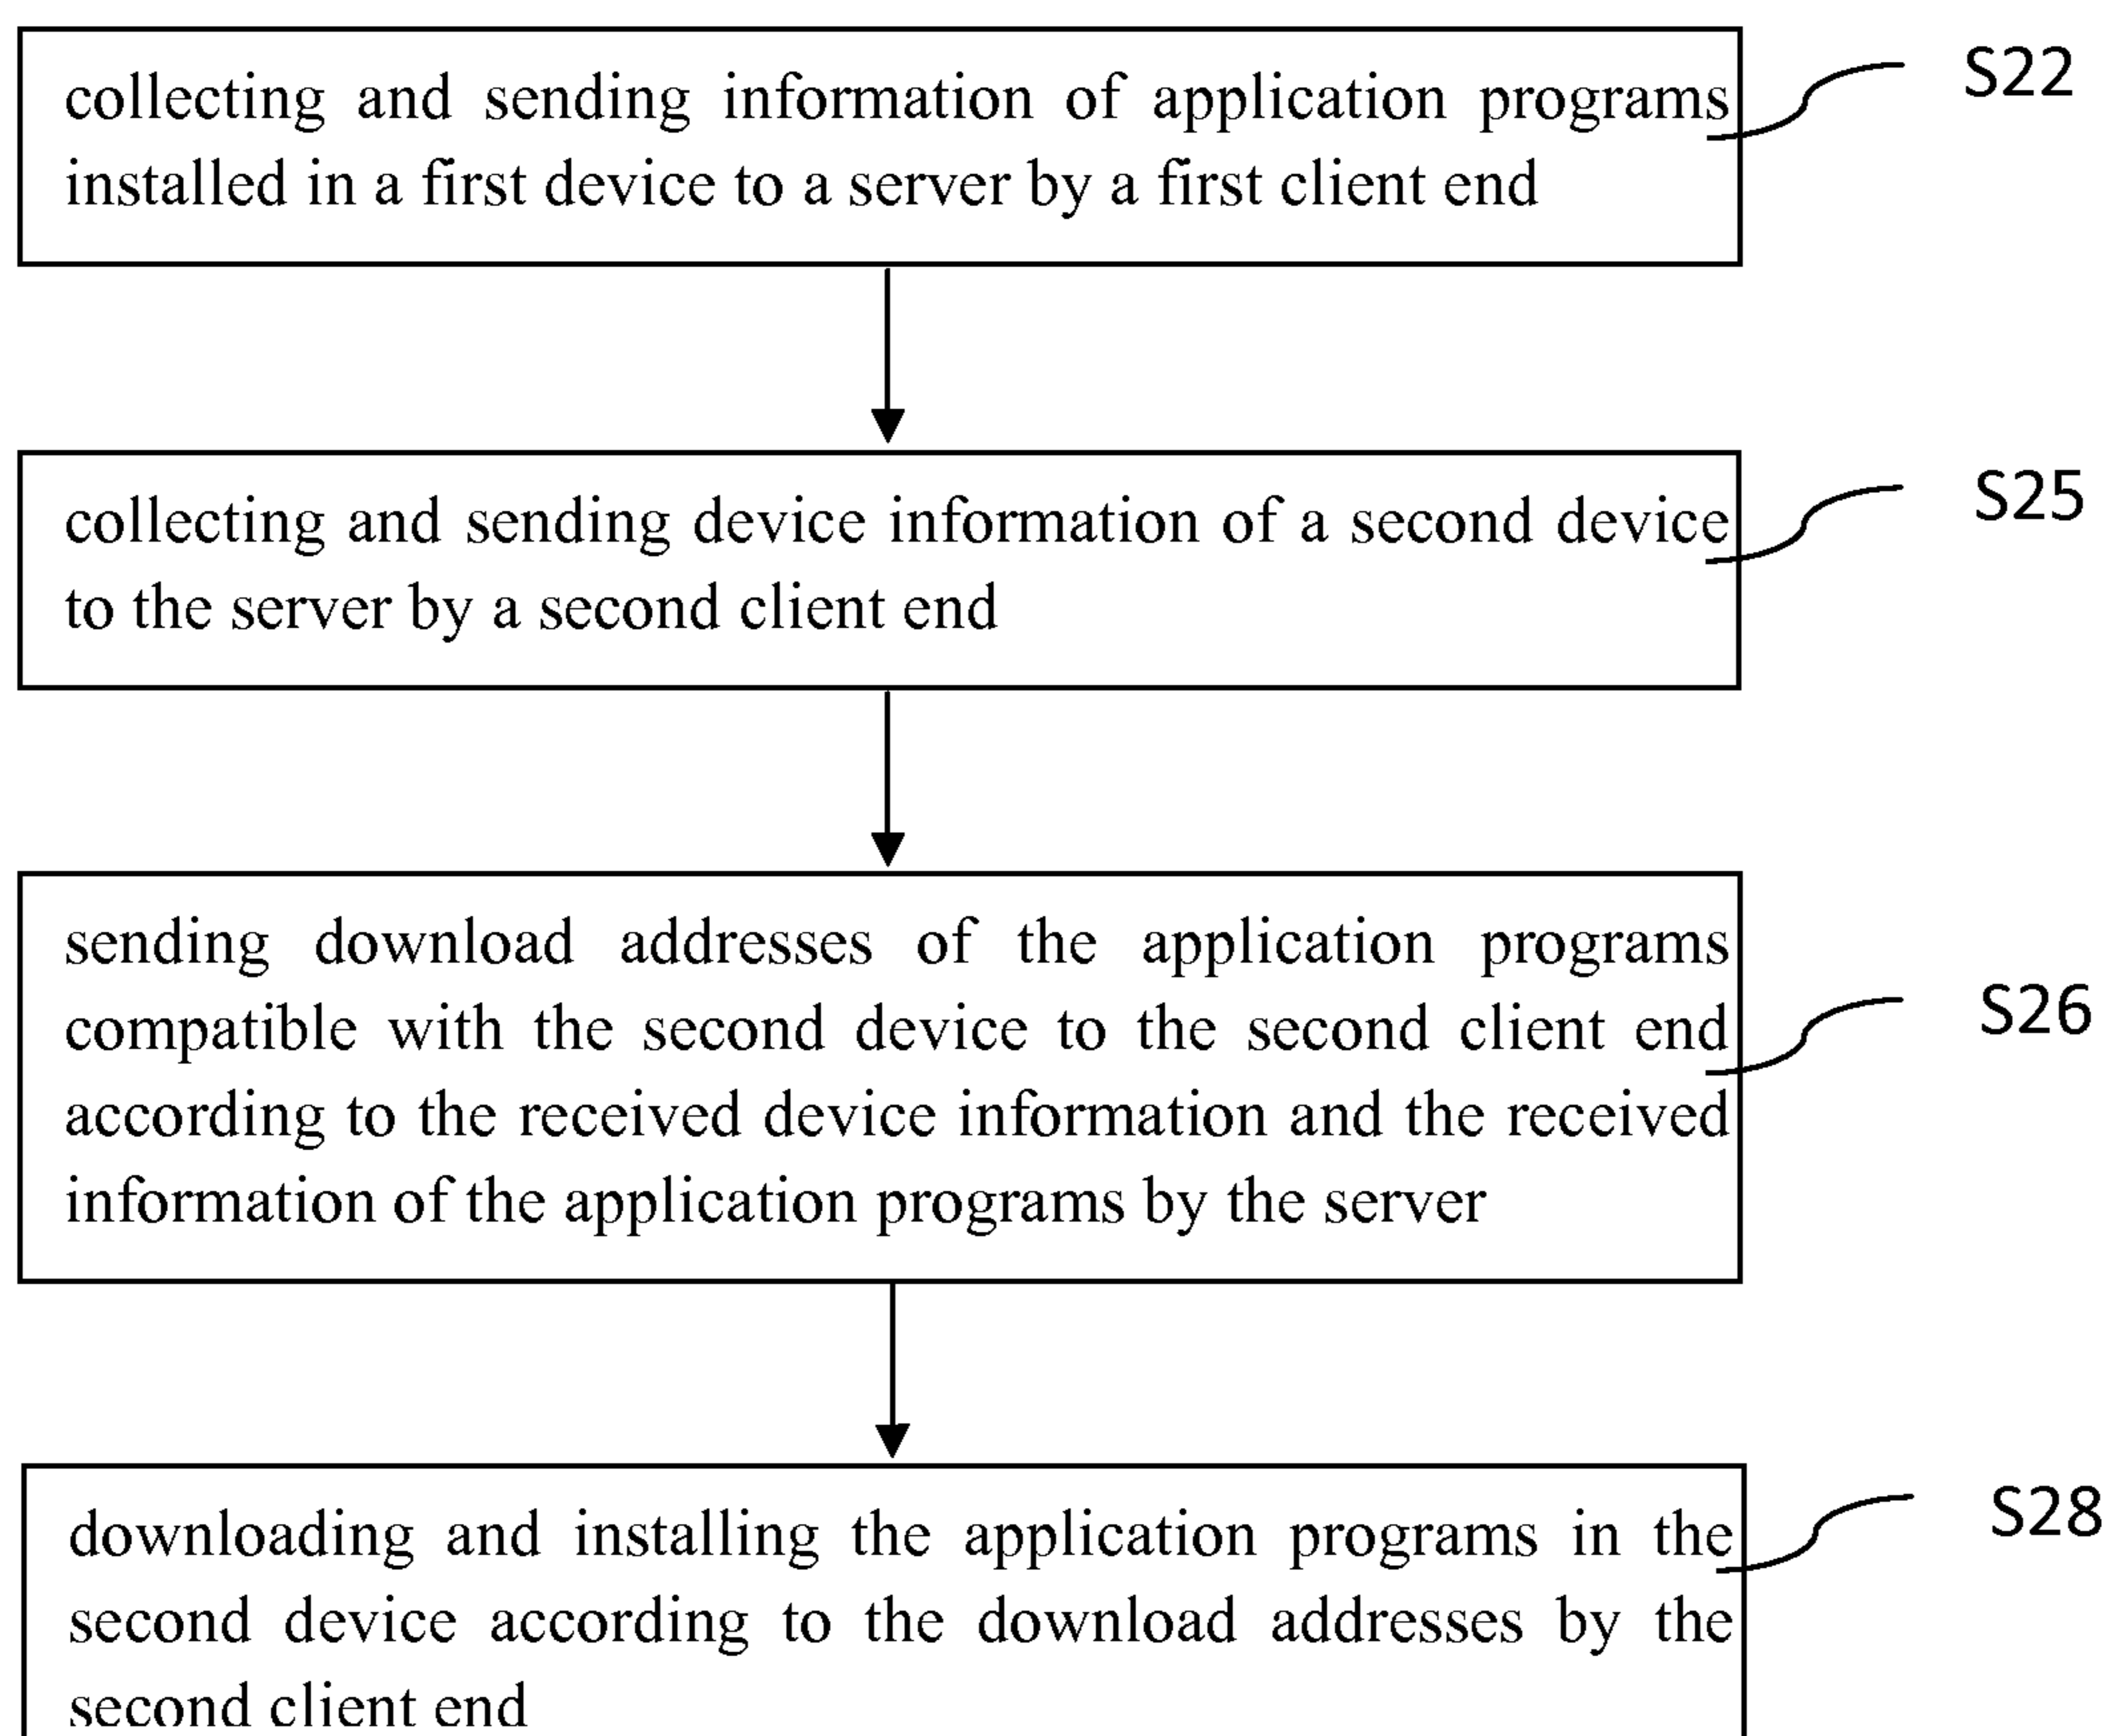 collecting and sending information of application programs
installed in a first device to a server by a first client end
S22
collecting and sending device information of a second device
to the server by a second client end
S25
sending download addresses of the application programs
compatible with the second device to the second client end
according to the received device information and the received
information of the application programs by the server
S26
downloading and installing the application programs in the
second device according to the download addresses by the
second client end
S28